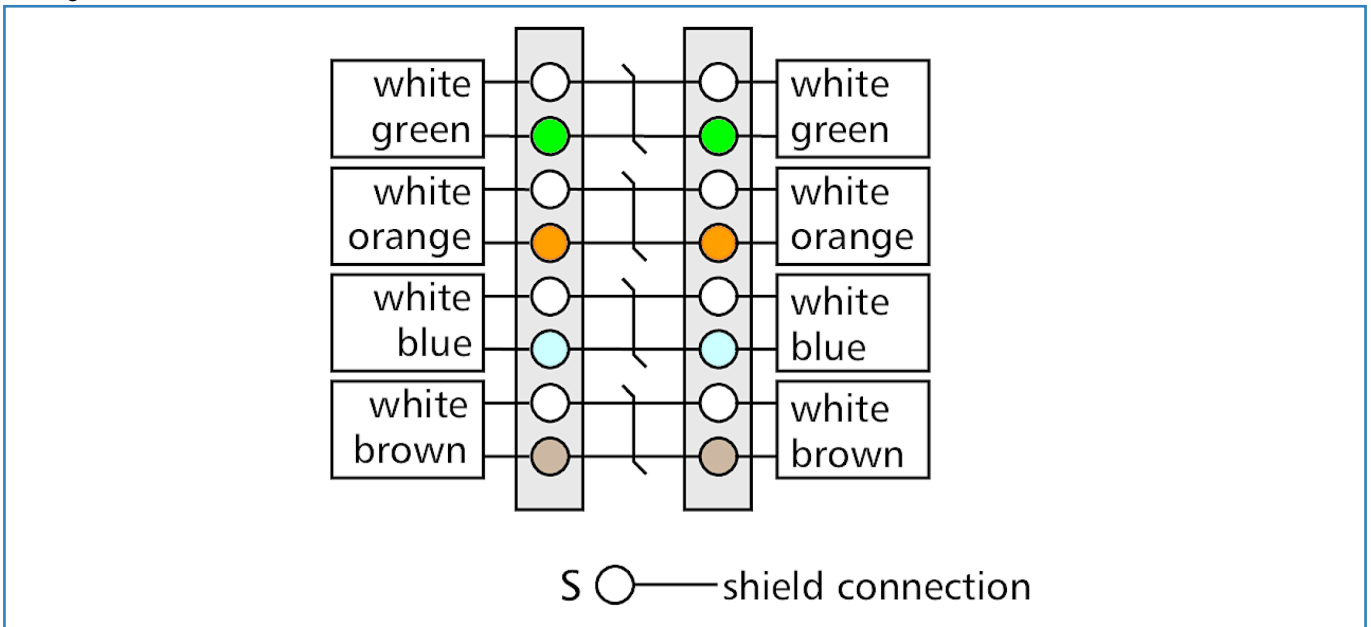 white
green
white
orange
white
blue
white
brown
white
green
white
orange
white
blue
white
brown
S shield connection